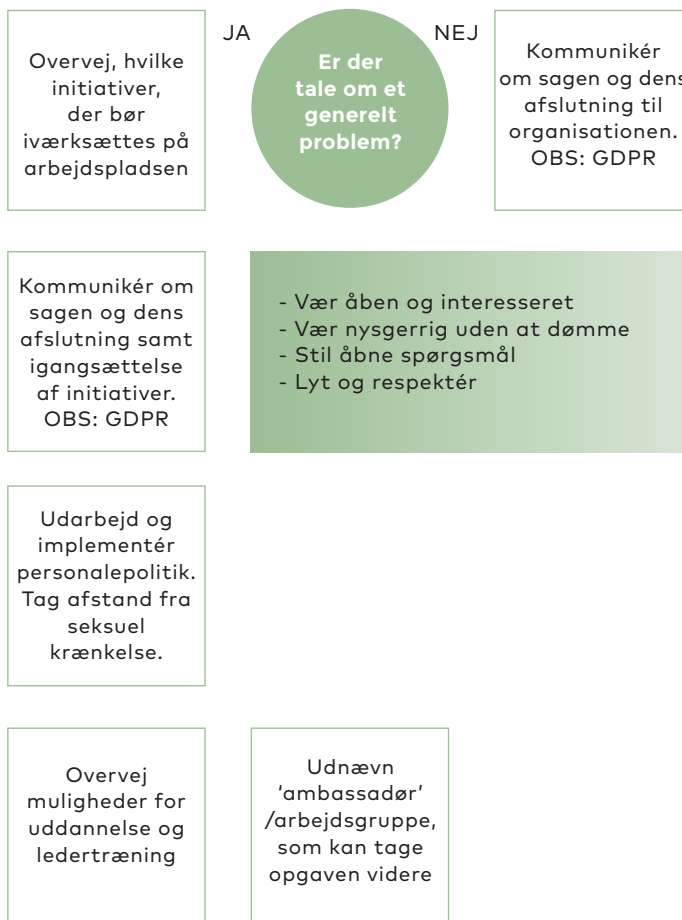 Overvej, hvilke
initiativer,
der bør
iværksættes på
arbejdspladsen
JA
Er der
tale om et
generelt
problem?
NEJ
Kommunikér
om sagen og dens
afslutning til
organisationen.
OBS: GDPR
Kommunikér om
sagen og dens
afslutning samt
igangsættelse
af initiativer.
OBS: GDPR
- Vær åben og interesseret
- Vær nysgerrig uden at dømme
- Stil åbne spørgsmål
- Lyt og respektér
Udarbejd og
implementér
personalepolitik.
Tag afstand fra
seksuel
krænkelse.
Overvej
muligheder for
uddannelse og
ledertræning
Udnævn
‘ambassadør’
/arbejdsgruppe,
som kan tage
opgaven videre